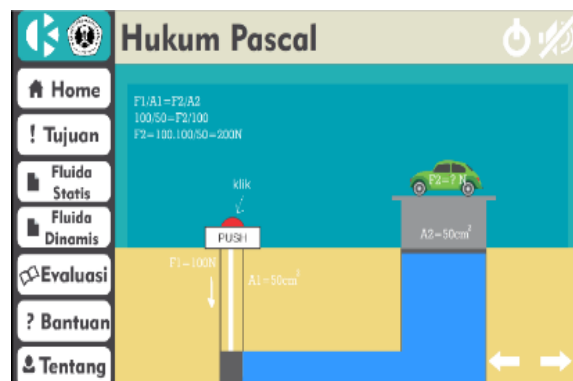 Hukum Pascal
Home
! Tujuan
Fluida
Statis
Fluida
Dinamis
Evaluasi
? Bantuan
Tentang
F1/A1=F2/A2
100/50=F2/100
F2=100.100/50=200N
klik
PUSH
F1=100N
A1=50cm²
F2=? N
A2=50cm²